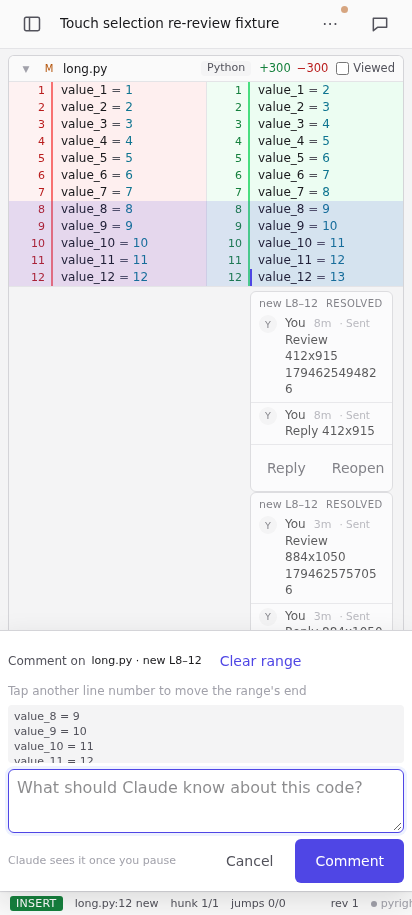 Touch selection re-review fixture ...
▼ M long.py Python +300 −300 Viewed
1 value_1 = 1 1 value_1 = 2
2 value_2 = 2 2 value_2 = 3
3 value_3 = 3 3 value_3 = 4
4 value_4 = 4 4 value_4 = 5
5 value_5 = 5 5 value_5 = 6
6 value_6 = 6 6 value_6 = 7
7 value_7 = 7 7 value_7 = 8
8 value_8 = 8 8 value_8 = 9
9 value_9 = 9 9 value_9 = 10
10 value_10 = 10 10 value_10 = 11
11 value_11 = 11 11 value_11 = 12
12 value_12 = 12 12 value_12 = 13
new L8–12 RESOLVED
Y You 8m · Sent
Review
412x915
179462549482
6
Y You 8m · Sent
Reply 412x915
Reply Reopen
new L8–12 RESOLVED
Y You 3m · Sent
Review
884x1050
179462575705
6
Y You 3m · Sent
Reply 884x1050
Comment on long.py · new L8–12 Clear range
Tap another line number to move the range's end
value_8 = 9
value_9 = 10
value_10 = 11
value_11 = 12
What should Claude know about this code?
Claude sees it once you pause Cancel Comment
INSERT long.py:12 new hunk 1/1 jumps 0/0 rev 1 pyrig